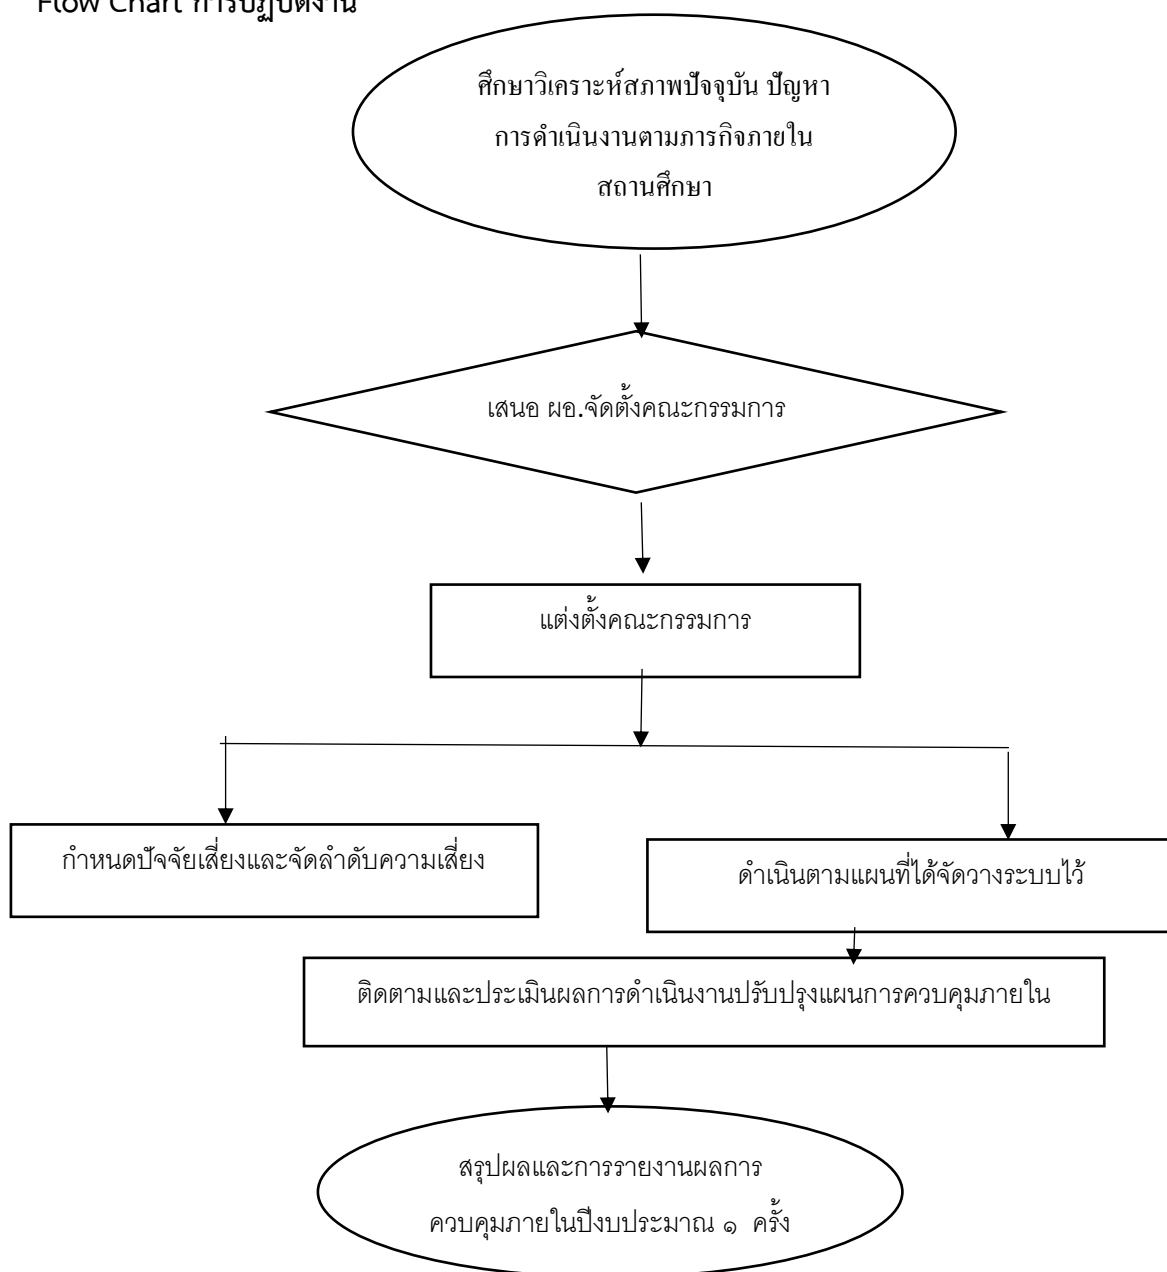 Flow Chart การปฏิบัติงาน
ศึกษาวิเคราะห์สภาพปัจจุบัน ปัญหา
การดำเนินงานตามภารกิจภายใน
สถานศึกษา
เสนอ ผอ.จัดตั้งคณะกรรมการ
แต่งตั้งคณะกรรมการ
กำหนดปัจจัยเสี่ยงและจัดลำดับความเสี่ยง
ดำเนินตามแผนที่ได้จัดวางระบบไว้
ติดตามและประเมินผลการดำเนินงานปรับปรุงแผนการควบคุมภายใน
สรุปผลและการรายงานผลการ
ควบคุมภายในปีงบประมาณ ๑ ครั้ง